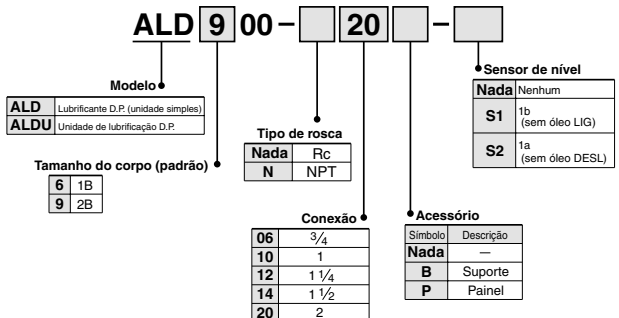 ALD 9 00 – 20 –
Modelo
ALD Lubrificante D.P. (unidade simples)
ALDU Unidade de lubrificação D.P.
Tamanho do corpo (padrão)
6 1B
9 2B
Tipo de rosca
Nada Rc
N NPT
Conexão
06 3/4
10 1
12 1 1/4
14 1 1/2
20 2
Acessório
Símbolo Descrição
Nada —
B Suporte
P Painel
Sensor de nível
Nada Nenhum
S1 1b
(sem óleo LIG)
S2 1a
(sem óleo DESL)